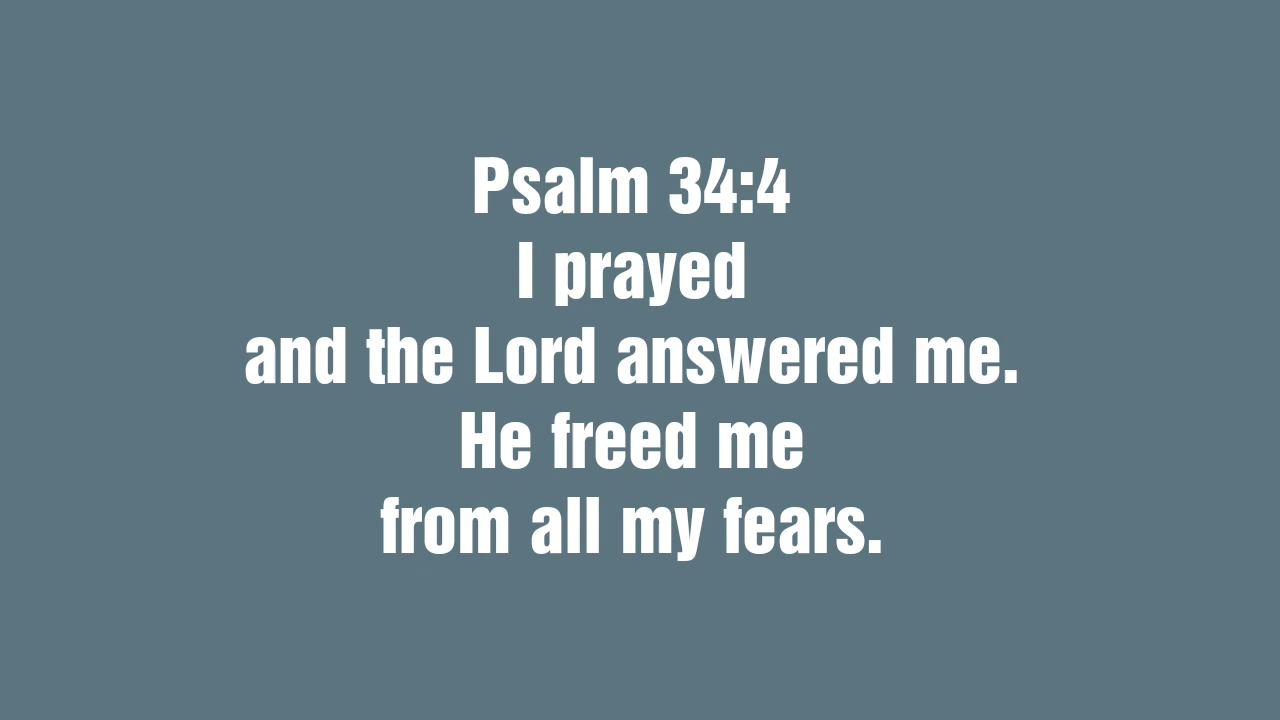 Psalm 34:4
I prayed
and the Lord answered me.
He freed me
from all my fears.